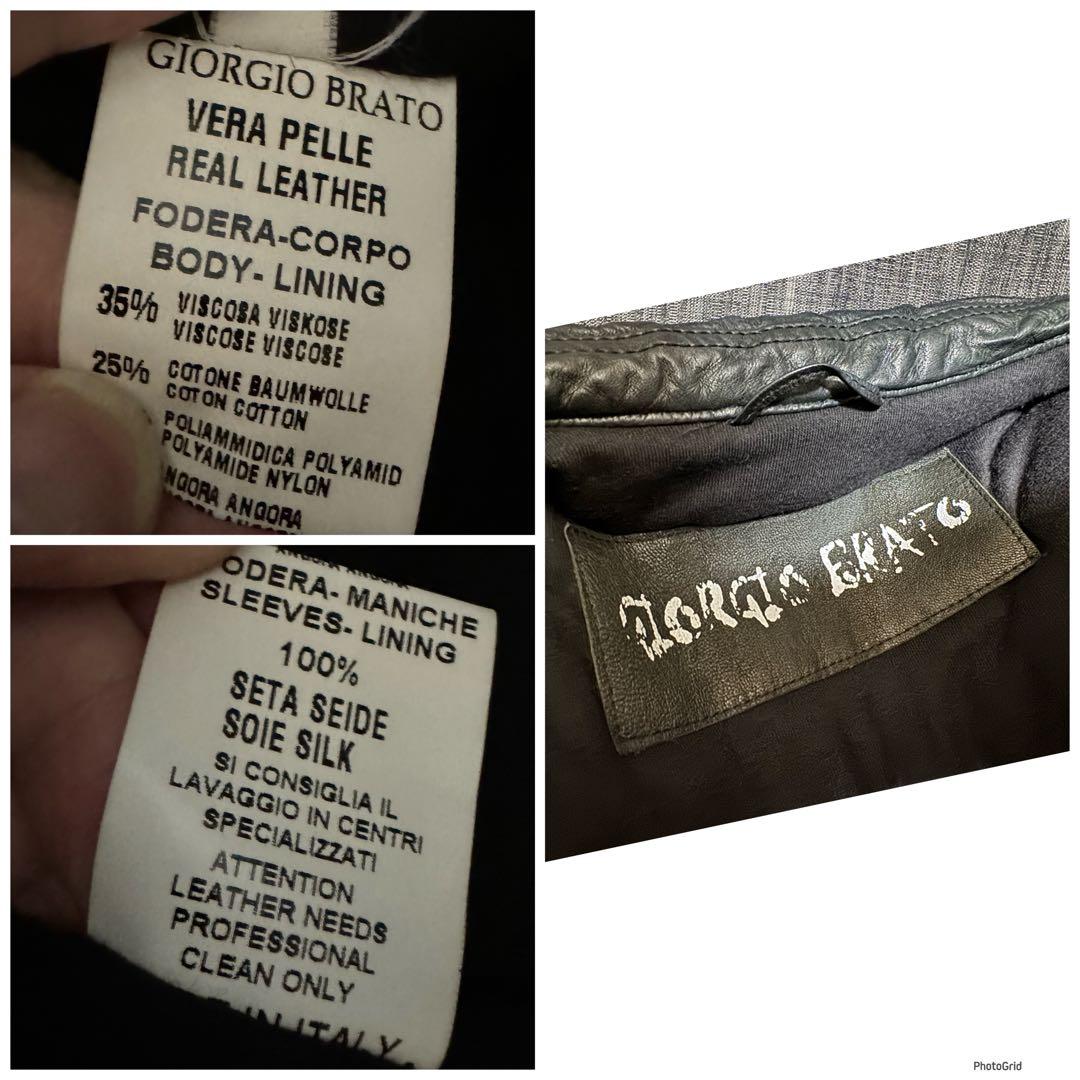 GIORGIO BRATO
VERA PELLE
REAL LEATHER
FODERA-CORPO
BODY- LINING
35% VISCOSA VISKOSE
VISCOSE VISCOSE
25% COTONE BAUMWOLLE
COTON COTTON
POLIAMMIDICA POLYAMID
POLYAMIDE NYLON
ANGORA
ODERA- MANICHE
SLEEVES- LINING
100%
SETA SEIDE
SOIE SILK
SI CONSIGLIA IL
LAVAGGIO IN CENTRI
SPECIALIZZATI
ATTENTION
LEATHER NEEDS
PROFESSIONAL
CLEAN ONLY
IN ITALY
GIORGIO BRATO
PhotoGrid